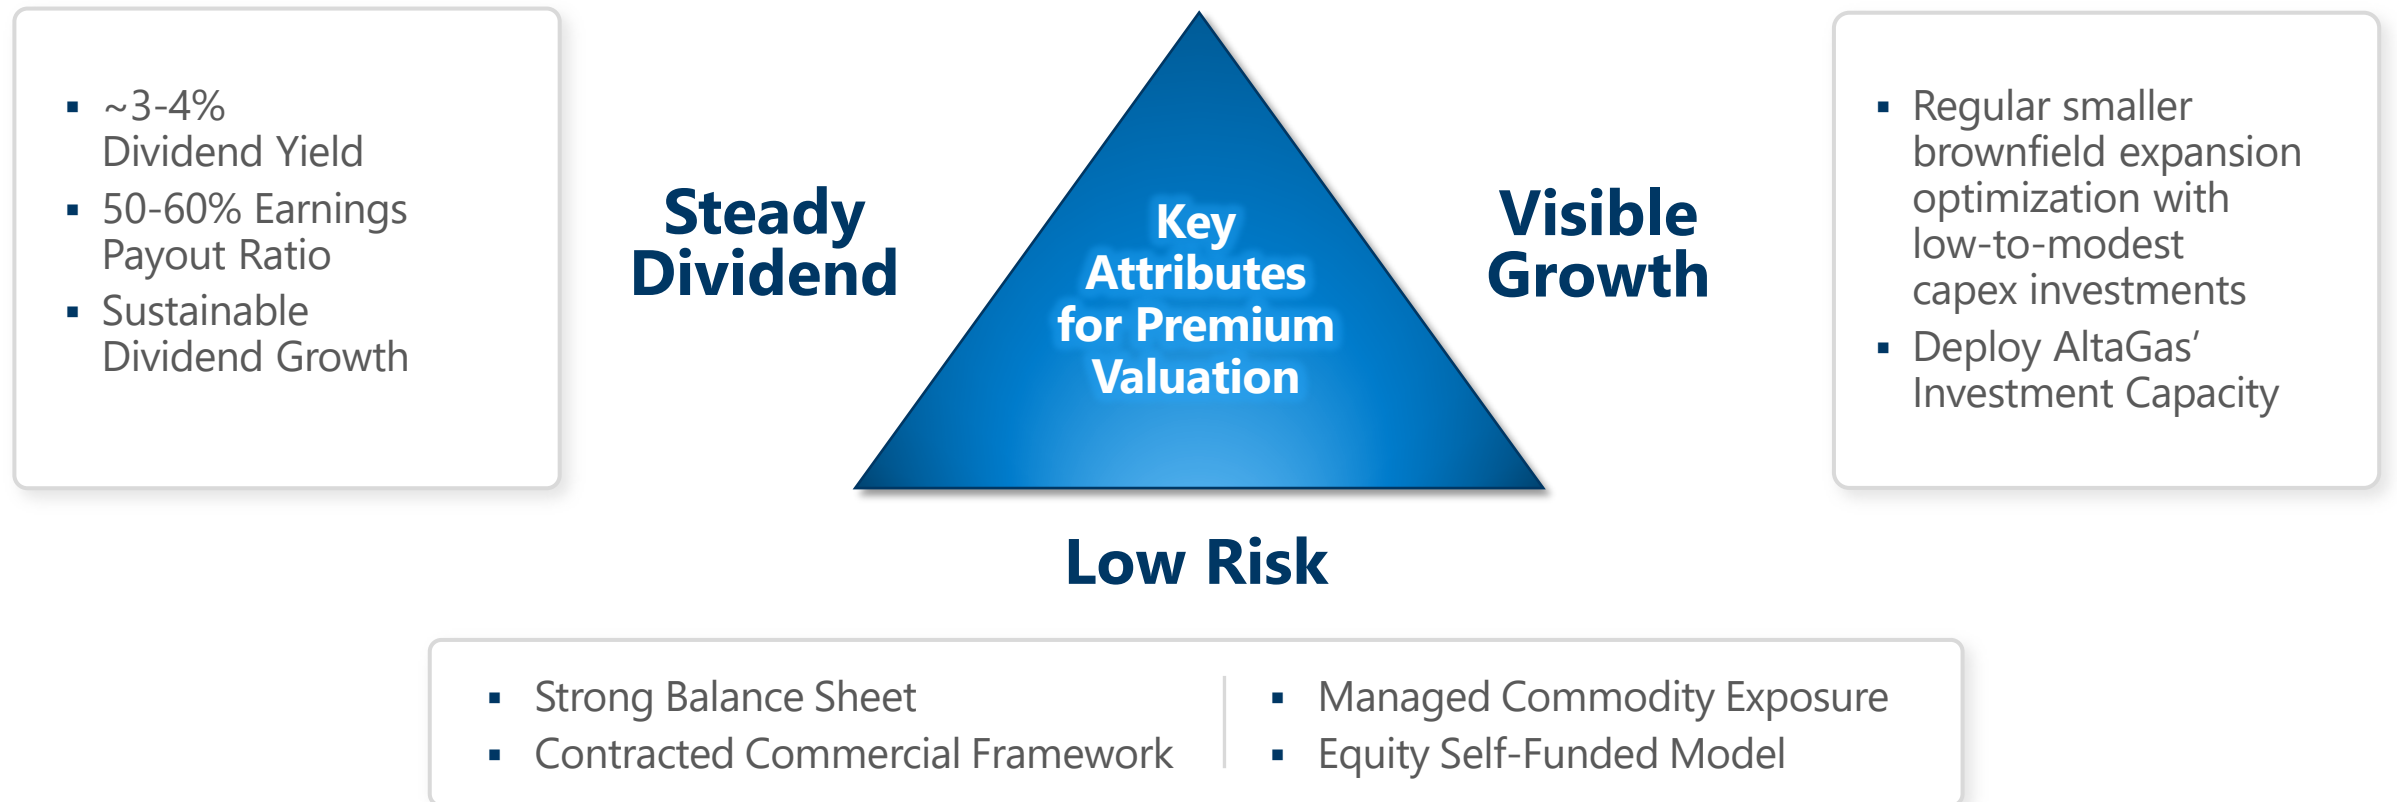 ▪ ~3-4%
Dividend Yield
▪ 50-60% Earnings
Payout Ratio
▪ Sustainable
Dividend Growth
Steady
Dividend
Key
Attributes
for Premium
Valuation
Visible
Growth
▪ Regular smaller
brownfield expansion
optimization with
low-to-modest
capex investments
▪ Deploy AltaGas’
Investment Capacity
Low Risk
▪ Strong Balance Sheet
▪ Contracted Commercial Framework
▪ Managed Commodity Exposure
▪ Equity Self-Funded Model